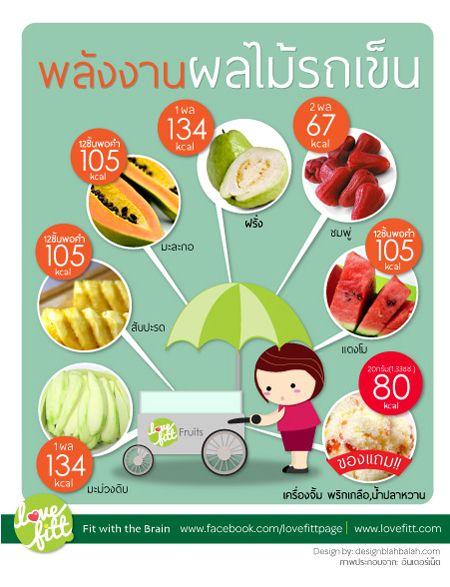 พลังงานผลไม้รถเข็น
1 ผล
134
kcal
ฝรั่ง
2 ผล
67
kcal
ชมพู่
12ชิ้นพอคำ
105
kcal
มะละกอ
12ชิ้นพอคำ
105
kcal
สับปะรด
12ชิ้นพอคำ
105
kcal
แตงโม
1 ผล
134
kcal
มะม่วงดิบ
20กรัม(1.33ชช.)
80
kcal
ของแถม!!
เครื่องจิ้ม พริกเกลือ,น้ำปลาหวาน
love
fitt
Fruits
love
fitt
Fit with the Brain www.facebook.com/lovefittpage | www.lovefitt.com
Design by: designblahblah.com
ภาพประกอบจาก: อินเตอร์เน็ต